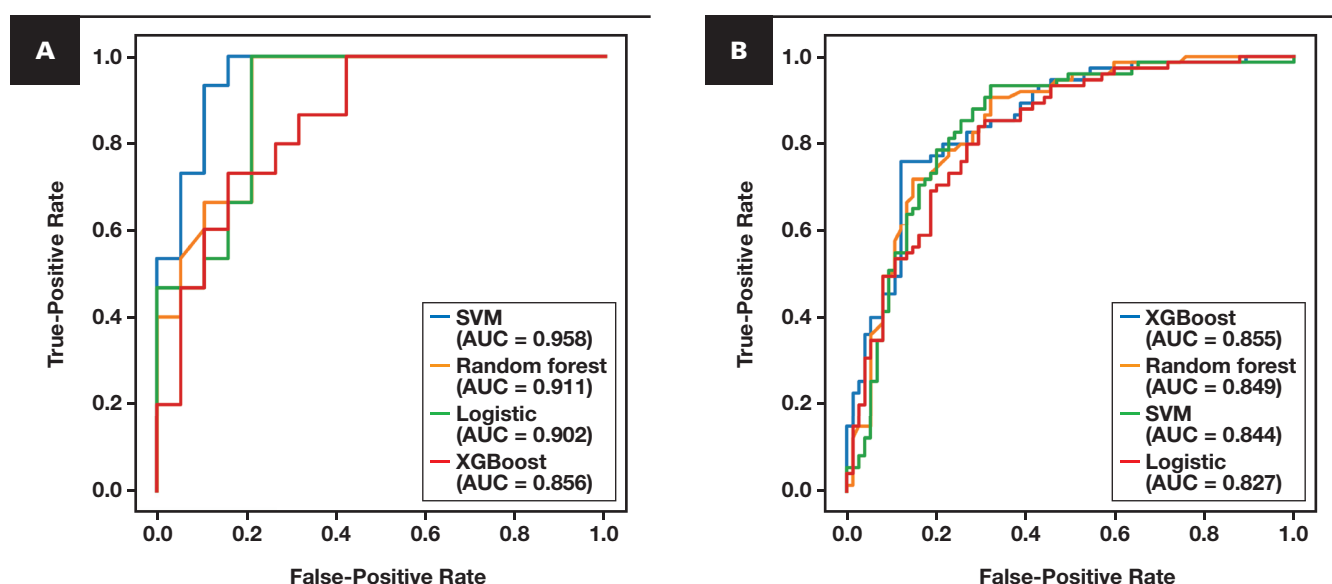 A
1.0
0.8
0.6
0.4
0.2
0.0
True-Positive Rate
SVM
(AUC = 0.958)
Random forest
(AUC = 0.911)
Logistic
(AUC = 0.902)
XGBoost
(AUC = 0.856)
0.0 0.2 0.4 0.6 0.8 1.0
False-Positive Rate
B
1.0
0.8
0.6
0.4
0.2
0.0
True-Positive Rate
XGBoost
(AUC = 0.855)
Random forest
(AUC = 0.849)
SVM
(AUC = 0.844)
Logistic
(AUC = 0.827)
0.0 0.2 0.4 0.6 0.8 1.0
False-Positive Rate